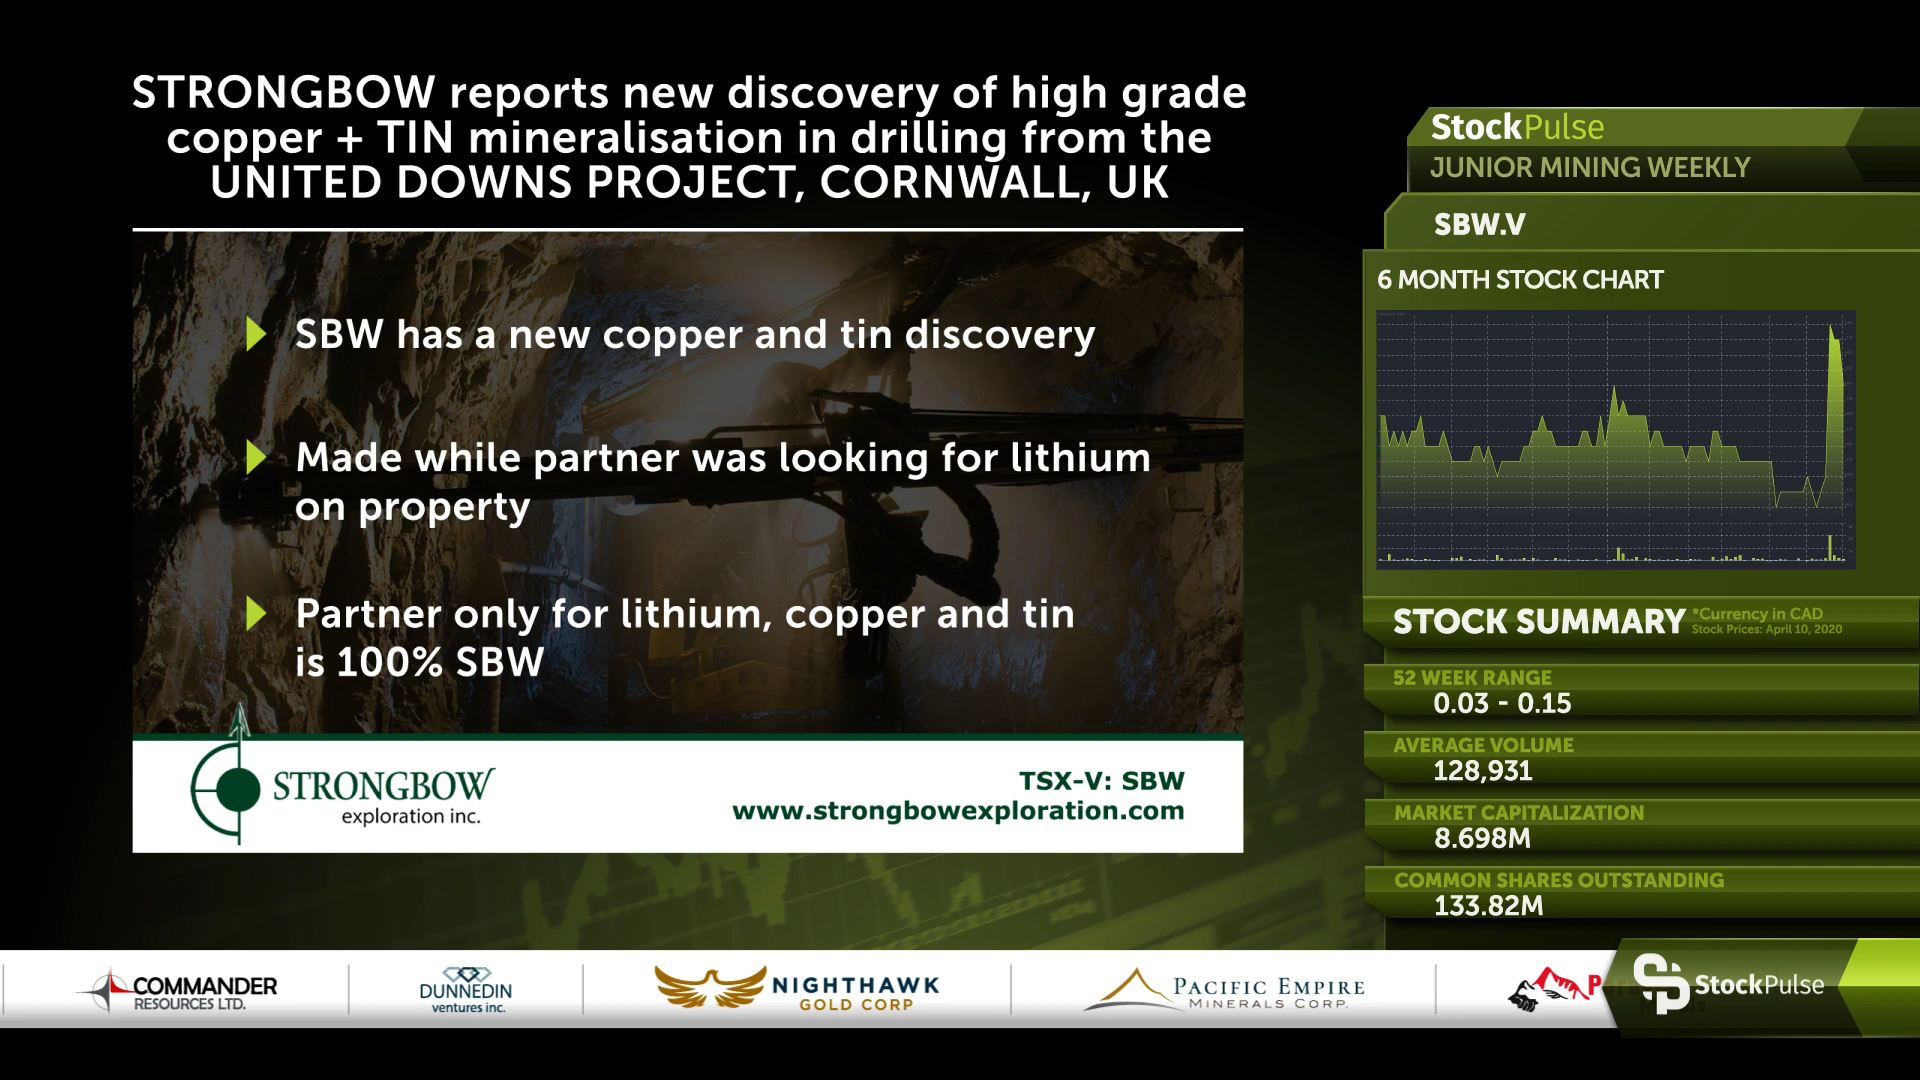 STRONGBOW reports new discovery of high grade
copper + TIN mineralisation in drilling from the
UNITED DOWNS PROJECT, CORNWALL, UK
SBW has a new copper and tin discovery
Made while partner was looking for lithium
on property
Partner only for lithium, copper and tin
is 100% SBW
STRONGBOW
exploration inc.
TSX-V: SBW
www.strongbowexploration.com
StockPulse
JUNIOR MINING WEEKLY
SBW.V
6 MONTH STOCK CHART
STOCK SUMMARY
*Currency in CAD
Stock Prices: April 10, 2020
52 WEEK RANGE
0.03 - 0.15
AVERAGE VOLUME
128,931
MARKET CAPITALIZATION
8.698M
COMMON SHARES OUTSTANDING
133.82M
COMMANDER
RESOURCES LTD.
DUNNEDIN
ventures inc.
NIGHTHAWK
GOLD CORP
PACIFIC EMPIRE
MINERALS CORP.
StockPulse